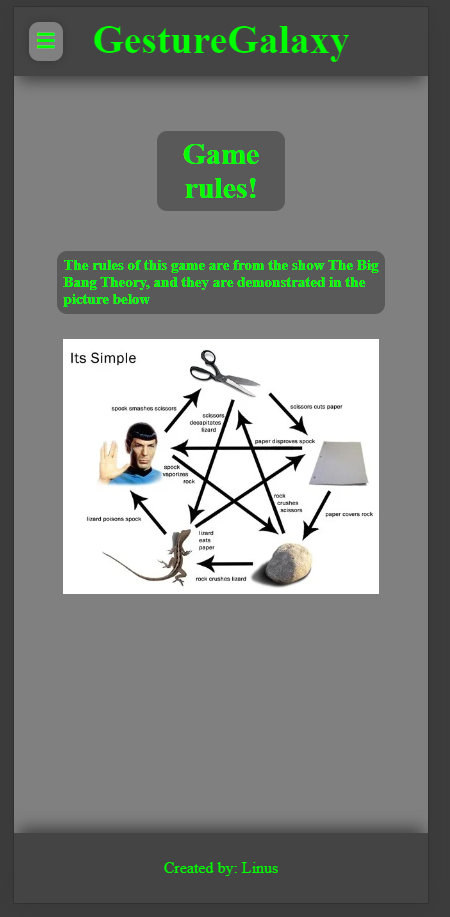 GestureGalaxy
Game
rules!
The rules of this game are from the show The Big
Bang Theory, and they are demonstrated in the
picture below
Its Simple
spock smashes scissors
scissors
decapitates
lizard
scissors cuts paper
paper disproves spock
spock
vaporizes
rock
rock
crushes
scissors
paper covers rock
lizard poisons spock
lizard
eats
paper
rock crushes lizard
Created by: Linus